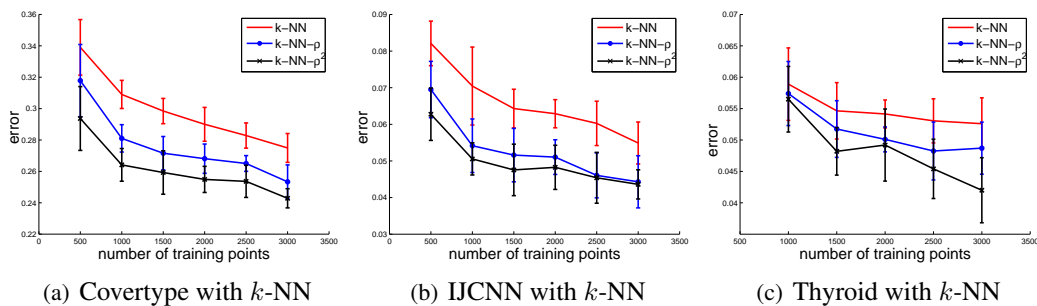 0.36
0.34
0.32
0.3
0.28
0.26
0.24
0.22
error
0 500 1000 1500 2000 2500 3000 3500
number of training points
k−NN
k−NN−ρ
k−NN−ρ²
(a) Covertype with k-NN
0.09
0.08
0.07
0.06
0.05
0.04
0.03
error
0 500 1000 1500 2000 2500 3000 3500
number of training points
k−NN
k−NN−ρ
k−NN−ρ²
(b) IJCNN with k-NN
0.07
0.065
0.06
0.055
0.05
0.045
0.04
0.035
error
500 1000 1500 2000 2500 3000 3500
number of training points
k−NN
k−NN−ρ
k−NN−ρ²
(c) Thyroid with k-NN